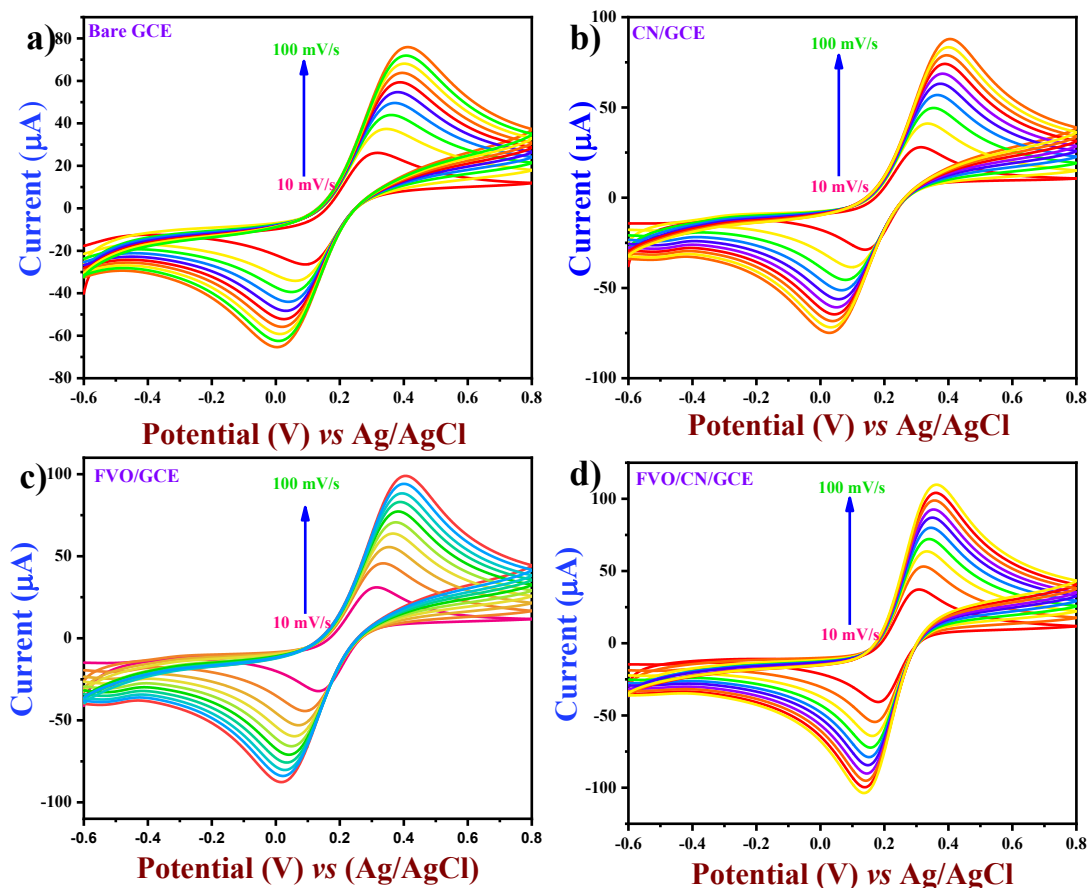 a)
Bare GCE
100 mV/s
10 mV/s
80
60
40
20
0
-20
-40
-60
-80
Current (µA)
-0.6 -0.4 -0.2 0.0 0.2 0.4 0.6 0.8
Potential (V) vs Ag/AgCl
b)
CN/GCE
100 mV/s
10 mV/s
100
50
0
-50
-100
Current (µA)
-0.6 -0.4 -0.2 0.0 0.2 0.4 0.6 0.8
Potential (V) vs Ag/AgCl
c)
FVO/GCE
100 mV/s
10 mV/s
100
50
0
-50
-100
Current (µA)
-0.6 -0.4 -0.2 0.0 0.2 0.4 0.6 0.8
Potential (V) vs (Ag/AgCl)
d)
FVO/CN/GCE
100 mV/s
10 mV/s
100
50
0
-50
-100
Current (µA)
-0.6 -0.4 -0.2 0.0 0.2 0.4 0.6 0.8
Potential (V) vs Ag/AgCl